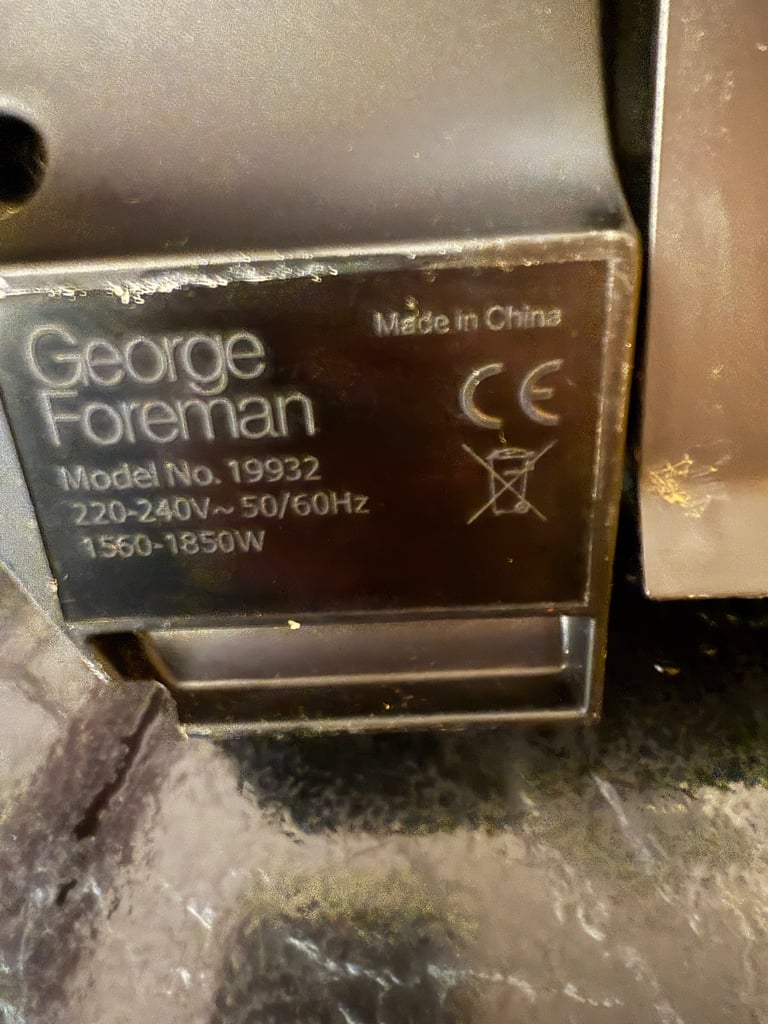 George
Foreman
Model No. 19932
220-240V~ 50/60Hz
1560-1850W
Made in China
CE